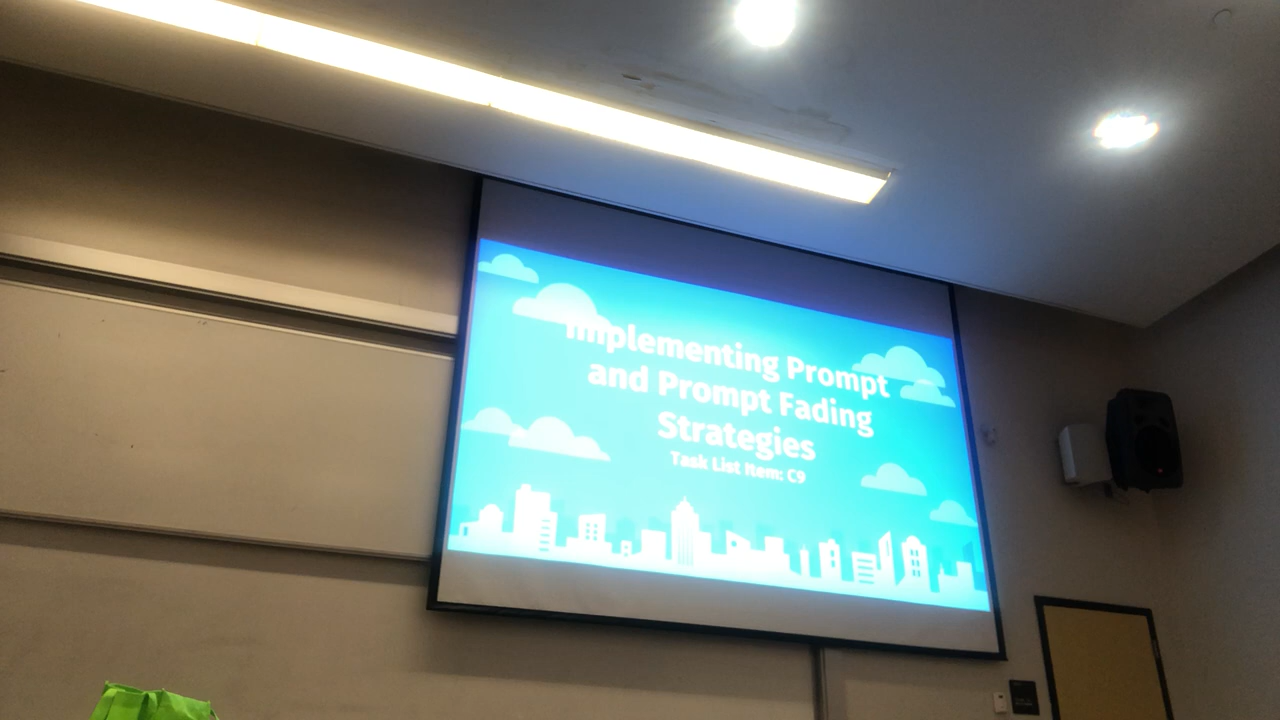 Implementing Prompt
and Prompt Fading
Strategies
Task List Item: C9